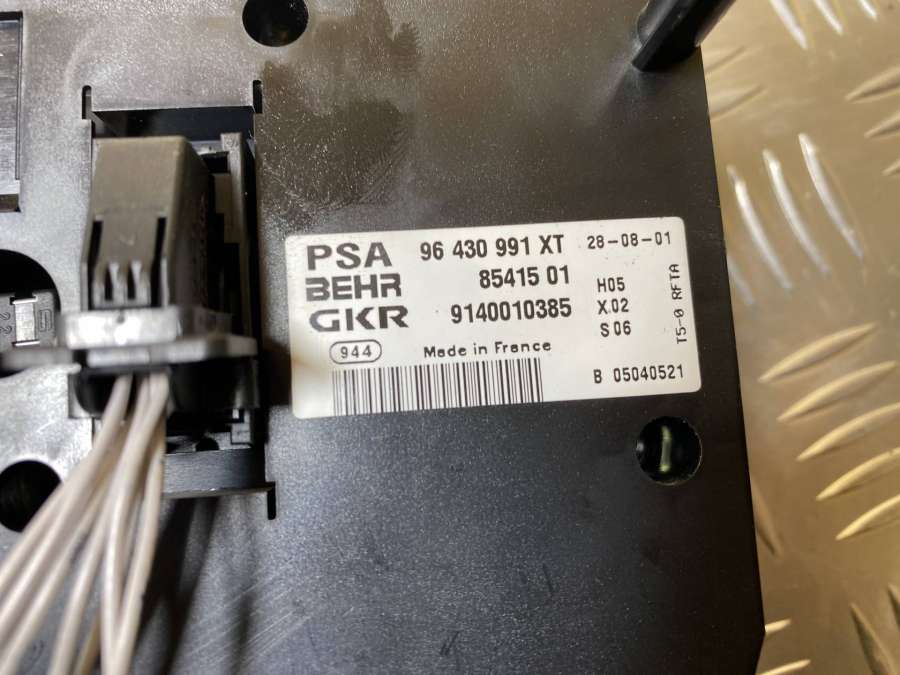 PSA 96 430 991 XT 28-08-01
BEHR 85415 01 H05
GKR 9140010385 X.02
S 06
944 Made in France
B 05040521
T5-0 RFTA